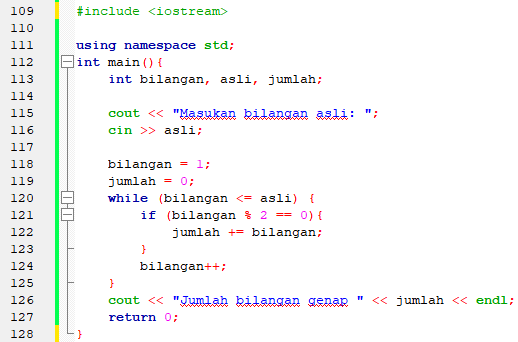 109 #include <iostream>
110
111 using namespace std;
112 int main(){
113 int bilangan, asli, jumlah;
114
115 cout << "Masukan bilangan asli: ";
116 cin >> asli;
117
118 bilangan = 1;
119 jumlah = 0;
120 while (bilangan <= asli) {
121 if (bilangan % 2 == 0){
122 jumlah += bilangan;
123 }
124 bilangan++;
125 }
126 cout << "Jumlah bilangan genap " << jumlah << endl;
127 return 0;
128 }